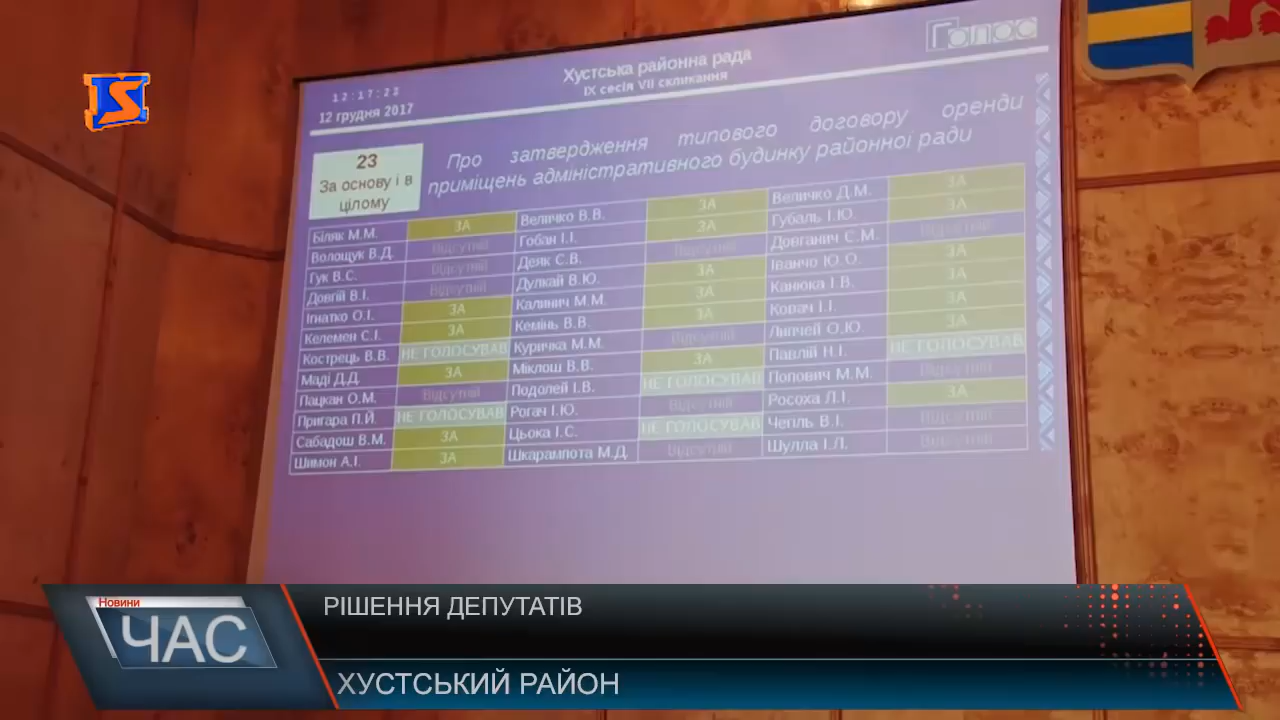 Голос
Хустська районна рада
ІХ сесія VII скликання
12:17:23
12 грудня 2017
23
За основу і в
цілому
Про затвердження типового договору оренди
приміщень адміністративного будинку районної ради
Біляк М.М. ЗА Величко В.В. ЗА Величко Д.М. ЗА
Волощук В.Д. Відсутній Гобан І.І. ЗА Губаль І.Ю. ЗА
Гук В.С. Відсутній Деяк С.В. Відсутній Довганич С.М. Відсутній
Довгій В.І. Відсутній Дулкай В.Ю. ЗА Іванчо Ю.О. ЗА
Ігнатко О.І. ЗА Калинич М.М. ЗА Канюка І.В. ЗА
Келемен С.І. ЗА Кемінь В.В. ЗА Ковач І.І. ЗА
Кострець В.В. НЕ ГОЛОСУВАВ Куричка М.М. Відсутній Липчей О.Ю. ЗА
Маді Д.Д. ЗА Міклош В.В. ЗА Павлій Н.І. НЕ ГОЛОСУВАВ
Пацкан О.М. Відсутній Подолей І.В. НЕ ГОЛОСУВАВ Попович М.М. Відсутній
Пригара П.Й. НЕ ГОЛОСУВАВ Рогач І.Ю. Відсутній Росоха Л.І. ЗА
Сабадош В.М. ЗА Цьока І.С. НЕ ГОЛОСУВАВ Чегіль В.І. Відсутній
Шимон А.І. ЗА Шкарампота М.Д. Відсутній Шулла І.Л. Відсутній
Новини
ЧАС
РІШЕННЯ ДЕПУТАТІВ
ХУСТСЬКИЙ РАЙОН